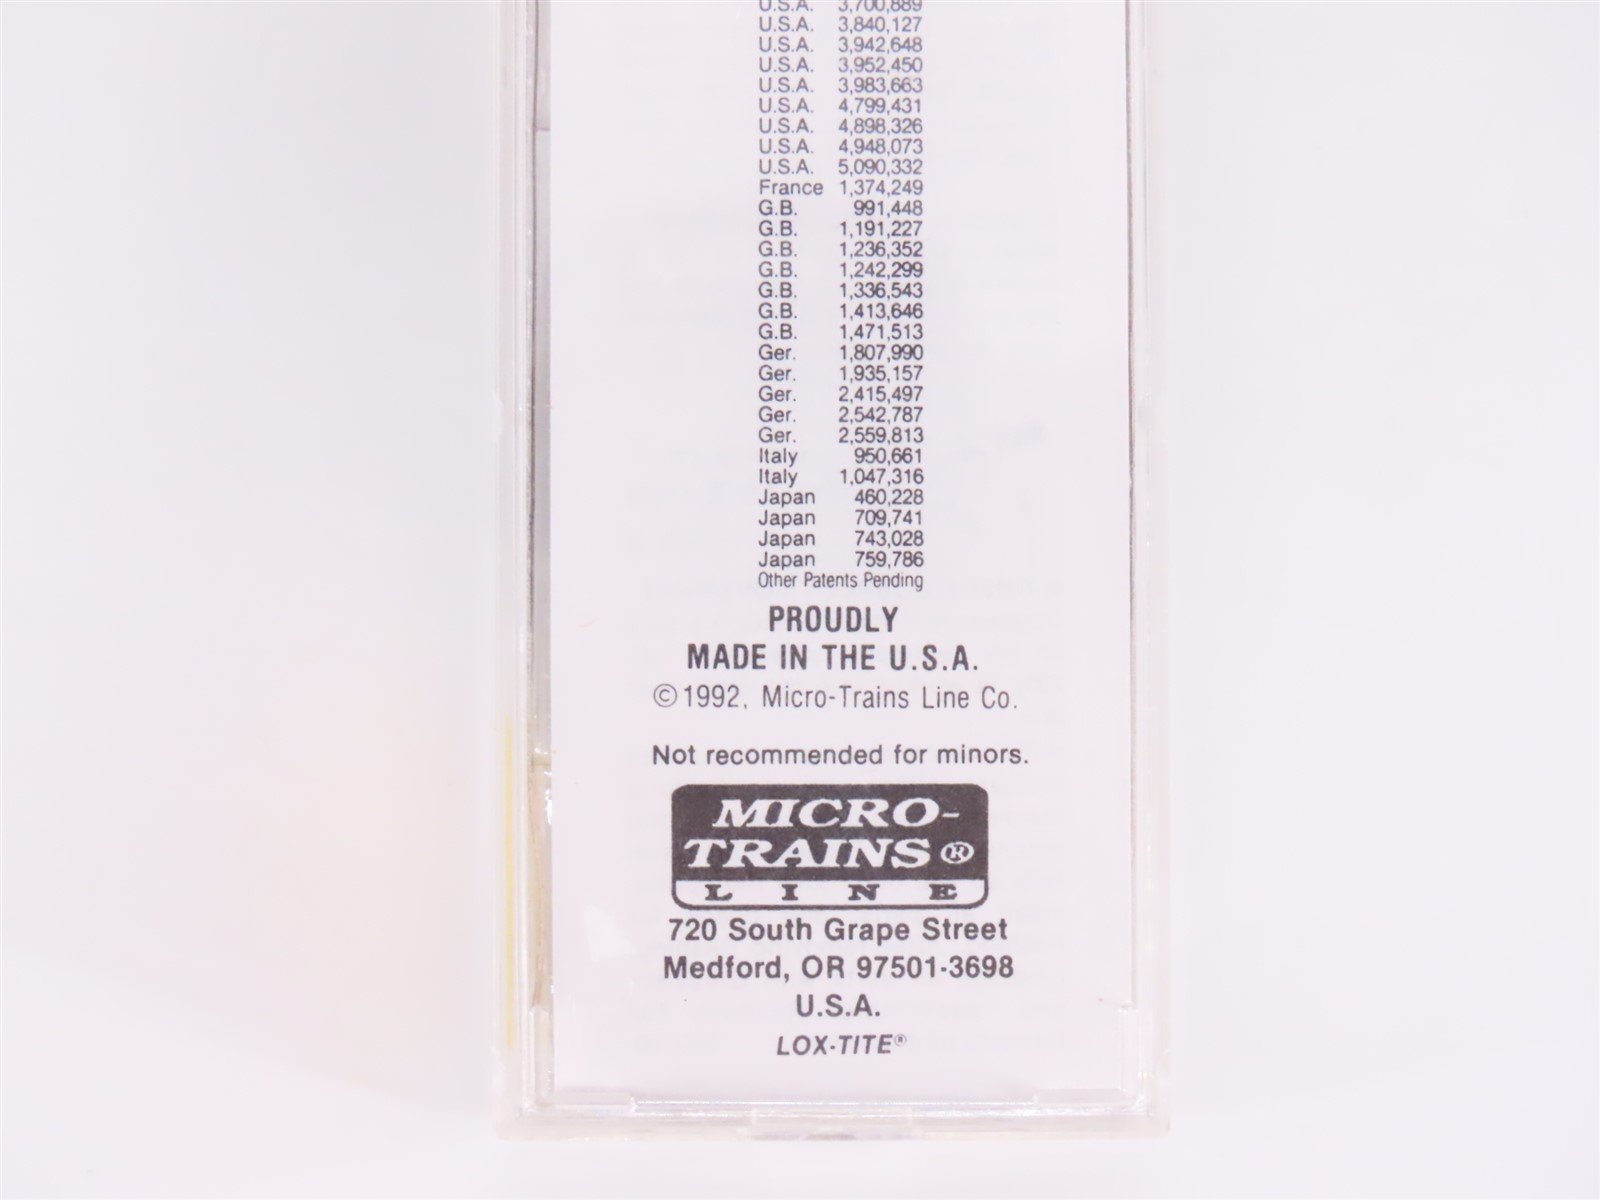 U.S.A. 3,700,889
U.S.A. 3,840,127
U.S.A. 3,942,648
U.S.A. 3,952,450
U.S.A. 3,983,663
U.S.A. 4,799,431
U.S.A. 4,898,326
U.S.A. 4,948,073
U.S.A. 5,090,332
France 1,374,249
G.B. 991,448
G.B. 1,191,227
G.B. 1,236,352
G.B. 1,242,299
G.B. 1,336,543
G.B. 1,413,646
G.B. 1,471,513
Ger. 1,807,990
Ger. 1,935,157
Ger. 2,415,497
Ger. 2,542,787
Ger. 2,559,813
Italy 950,661
Italy 1,047,316
Japan 460,228
Japan 709,741
Japan 743,028
Japan 759,786
Other Patents Pending
PROUDLY
MADE IN THE U.S.A.
©1992, Micro-Trains Line Co.
Not recommended for minors.
MICRO-
TRAINS®
LINE
720 South Grape Street
Medford, OR 97501-3698
U.S.A.
LOX-TITE®